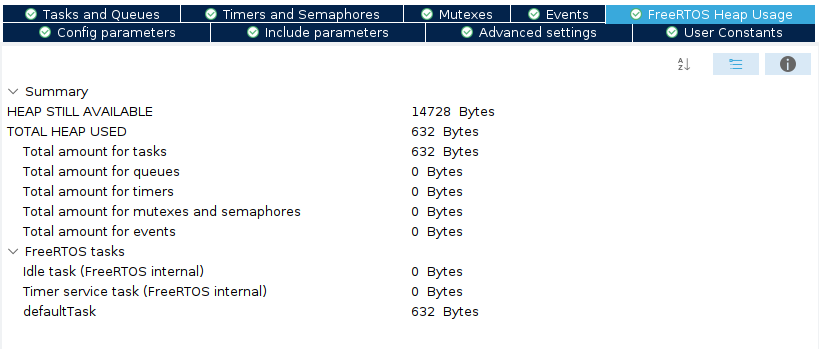 Tasks and Queues Timers and Semaphores Mutexes Events FreeRTOS Heap Usage
Config parameters Include parameters Advanced settings User Constants
Summary
HEAP STILL AVAILABLE 14728 Bytes
TOTAL HEAP USED 632 Bytes
Total amount for tasks 632 Bytes
Total amount for queues 0 Bytes
Total amount for timers 0 Bytes
Total amount for mutexes and semaphores 0 Bytes
Total amount for events 0 Bytes
FreeRTOS tasks
Idle task (FreeRTOS internal) 0 Bytes
Timer service task (FreeRTOS internal) 0 Bytes
defaultTask 632 Bytes